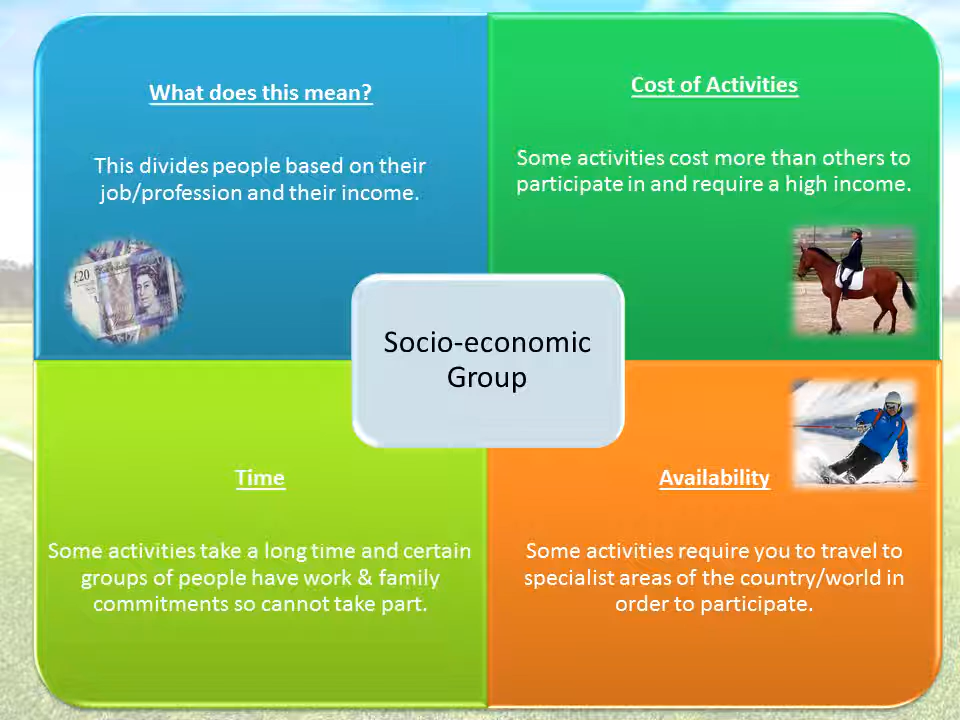 What does this mean?
This divides people based on their
job/profession and their income.
£20
Cost of Activities
Some activities cost more than others to
participate in and require a high income.
Socio-economic
Group
Time
Some activities take a long time and certain
groups of people have work & family
commitments so cannot take part.
Availability
Some activities require you to travel to
specialist areas of the country/world in
order to participate.